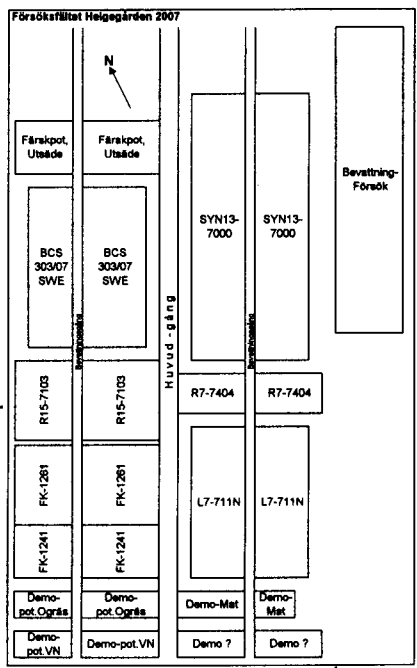 Försöksfältet Helgegården 2007
N
Färskpot,
Utsäde
Färskpot,
Utsäde
Bevattning-
Försök
SYN13-
7000
SYN13-
7000
BCS
303/07
SWE
BCS
303/07
SWE
Huvud -gång
R15-7103
R15-7103
R7-7404
R7-7404
FK-1261
FK-1261
L7-711N
L7-711N
FK-1241
FK-1241
Demo-
pot.Ogräs
Demo-
pot.Ogräs
Demo-Mat
Demo-
Mat
Demo-
pot.VN
Demo-pot.VN
Demo ?
Demo ?